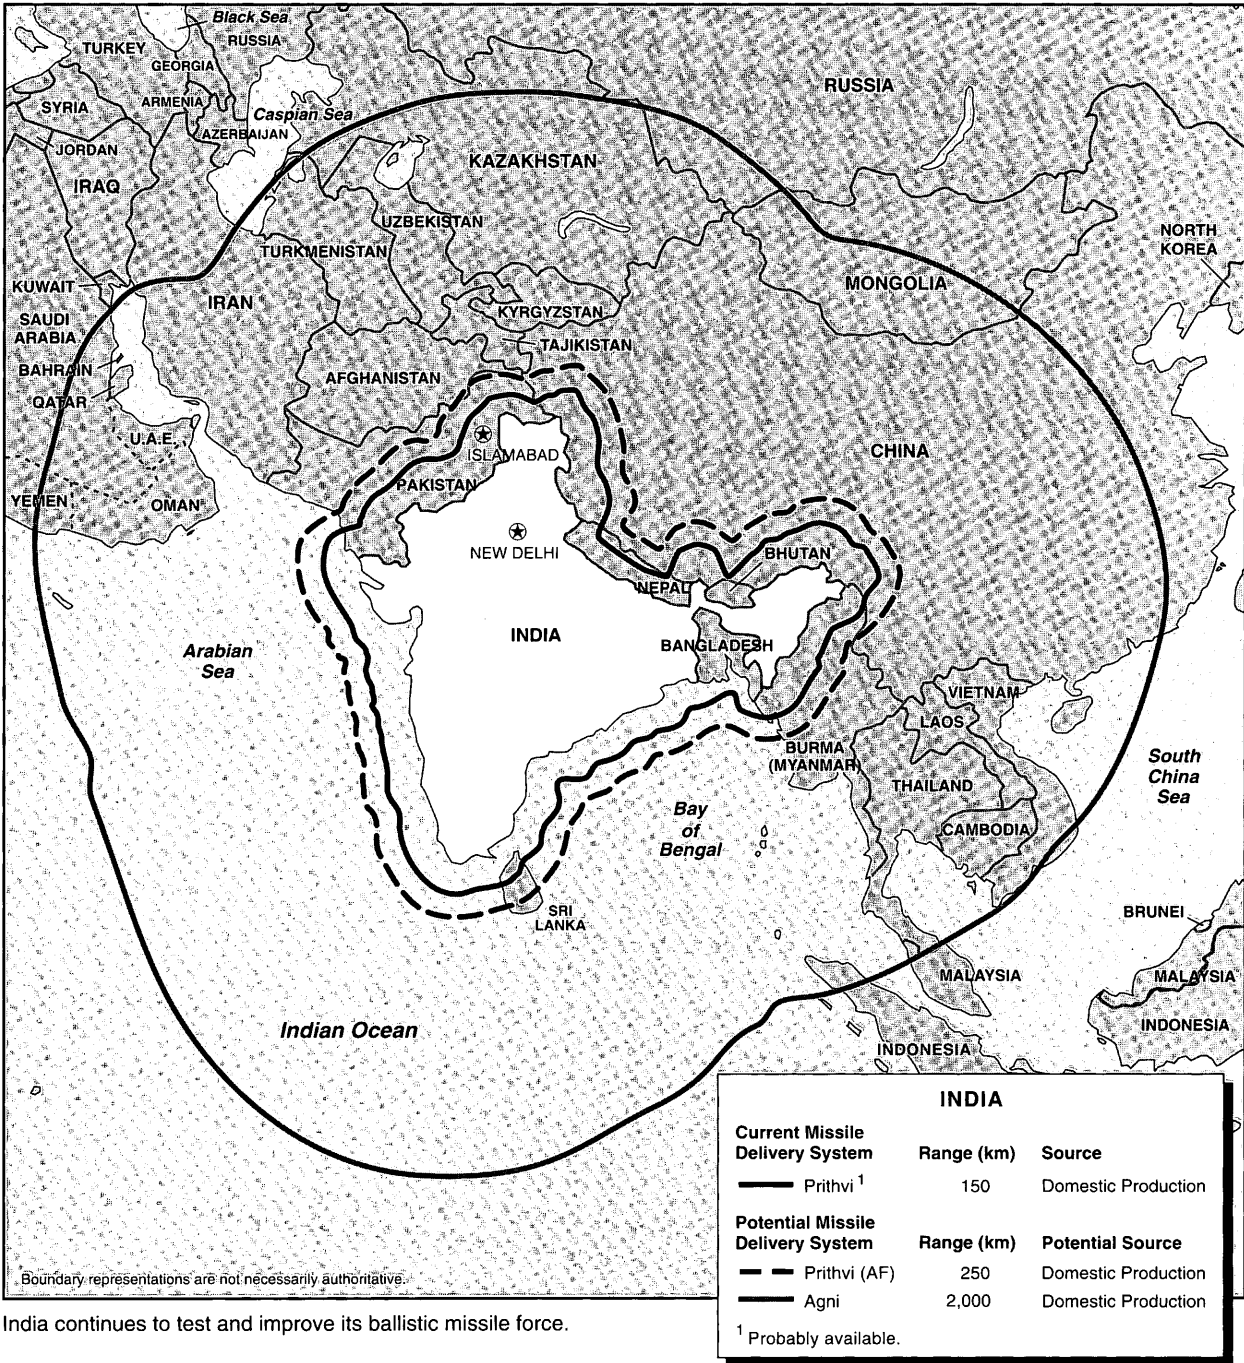 Black Sea
TURKEY
RUSSIA
GEORGIA
RUSSIA
SYRIA
ARMENIA
Caspian Sea
AZERBAIJAN
JORDAN
KAZAKHSTAN
IRAQ
UZBEKISTAN
TURKMENISTAN
NORTH
KOREA
KUWAIT
IRAN
MONGOLIA
SAUDI
ARABIA
KYRGYZSTAN
TAJIKISTAN
BAHRAIN
AFGHANISTAN
QATAR
U.A.E.
ISLAMABAD
CHINA
PAKISTAN
YEMEN
OMAN
NEW DELHI
BHUTAN
NEPAL
INDIA
BANGLADESH
Arabian
Sea
VIETNAM
LAOS
BURMA
(MYANMAR)
THAILAND
South
China
Sea
Bay
of
Bengal
CAMBODIA
SRI
LANKA
BRUNEI
MALAYSIA
MALAYSIA
Indian Ocean
INDONESIA
INDONESIA
INDIA
Current Missile
Delivery System Range (km) Source
Prithvi 1 150 Domestic Production
Potential Missile
Delivery System Range (km) Potential Source
Prithvi (AF) 250 Domestic Production
Agni 2,000 Domestic Production
1 Probably available.
Boundary representations are not necessarily authoritative.
India continues to test and improve its ballistic missile force.